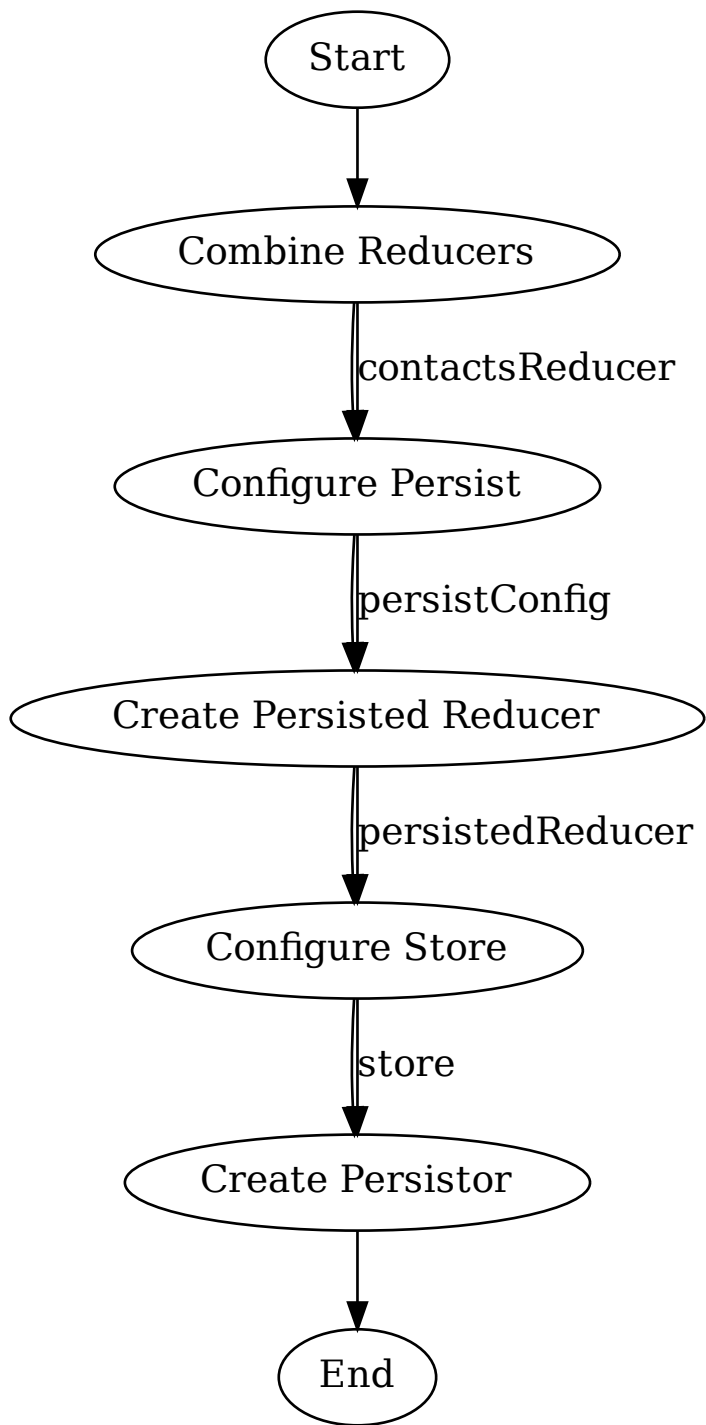 Start
Combine Reducers
contactsReducer
Configure Persist
persistConfig
Create Persisted Reducer
persistedReducer
Configure Store
store
Create Persistor
End